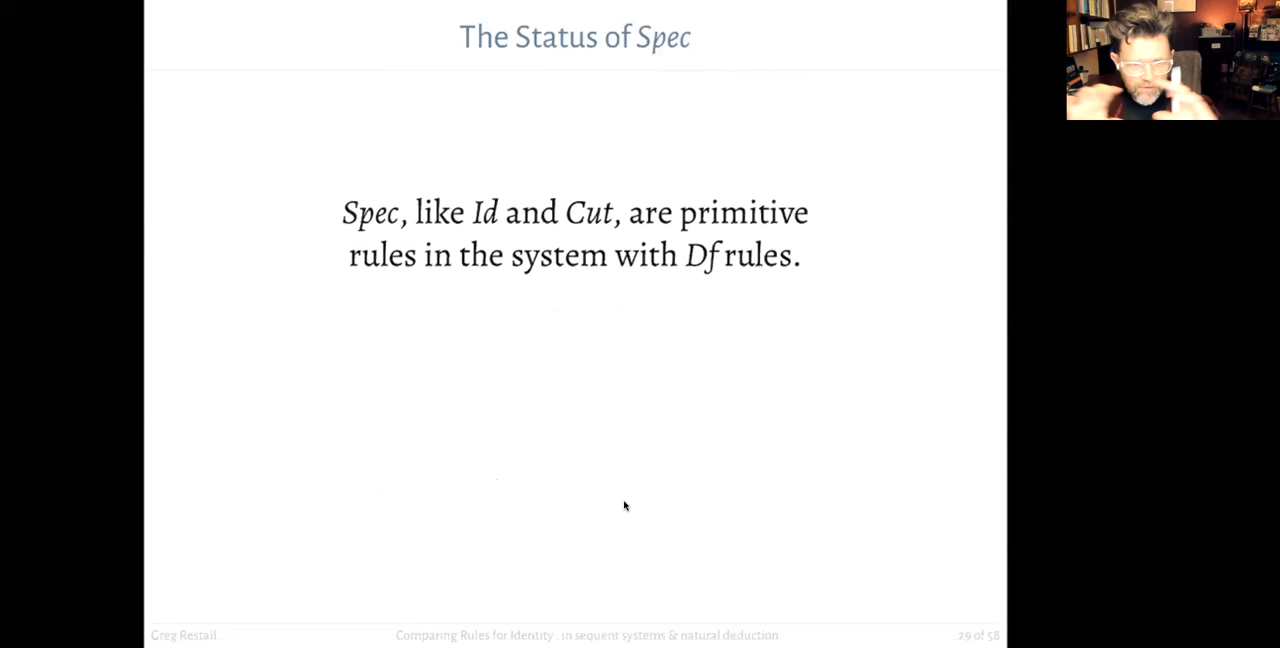 The Status of Spec
Spec, like Id and Cut, are primitive
rules in the system with Df rules.
Greg Restall
Comparing Rules for Identity . in sequent systems & natural deduction
29 of 58